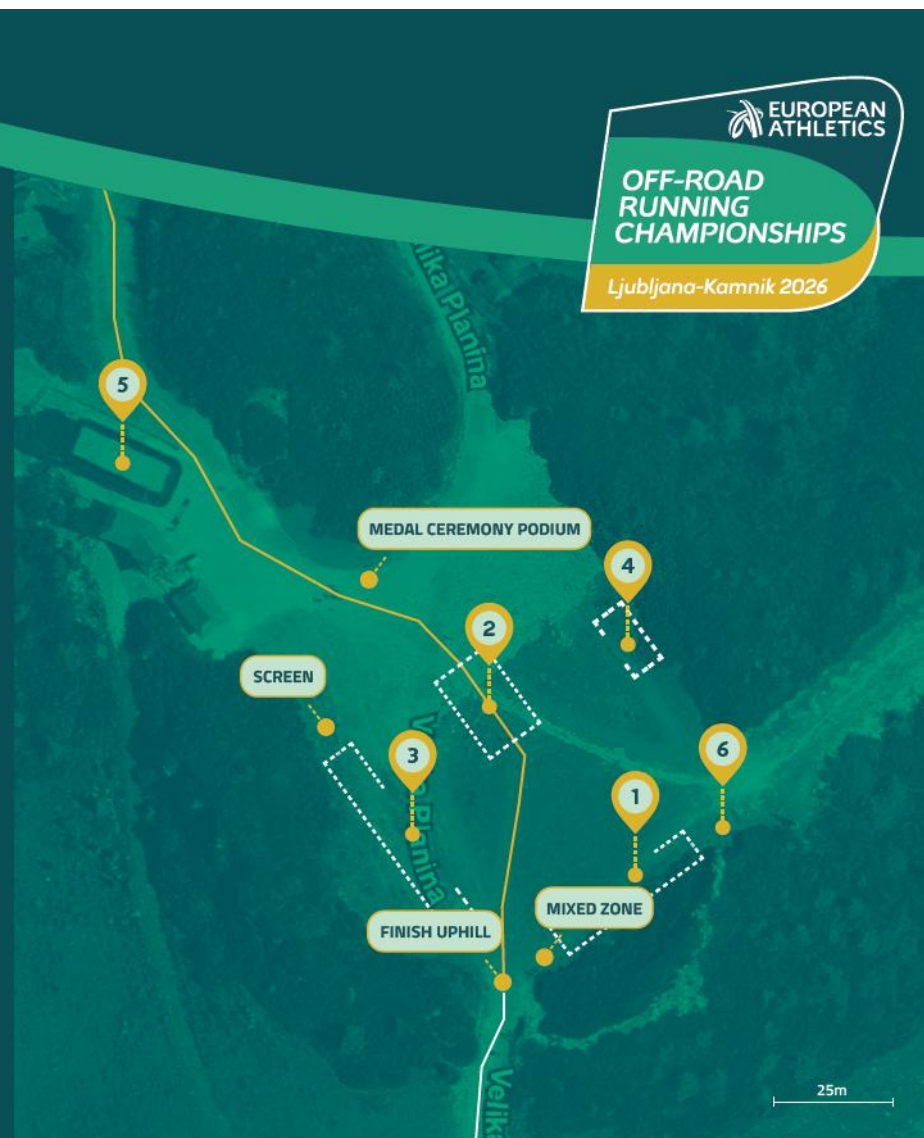 EUROPEAN
ATHLETICS
OFF-ROAD
RUNNING
CHAMPIONSHIPS
Ljubljana-Kamnik 2026
Planina
5
MEDAL CEREMONY PODIUM
4
2
SCREEN
3
6
1
Planina
MIXED ZONE
FINISH UPHILL
Velika
25m